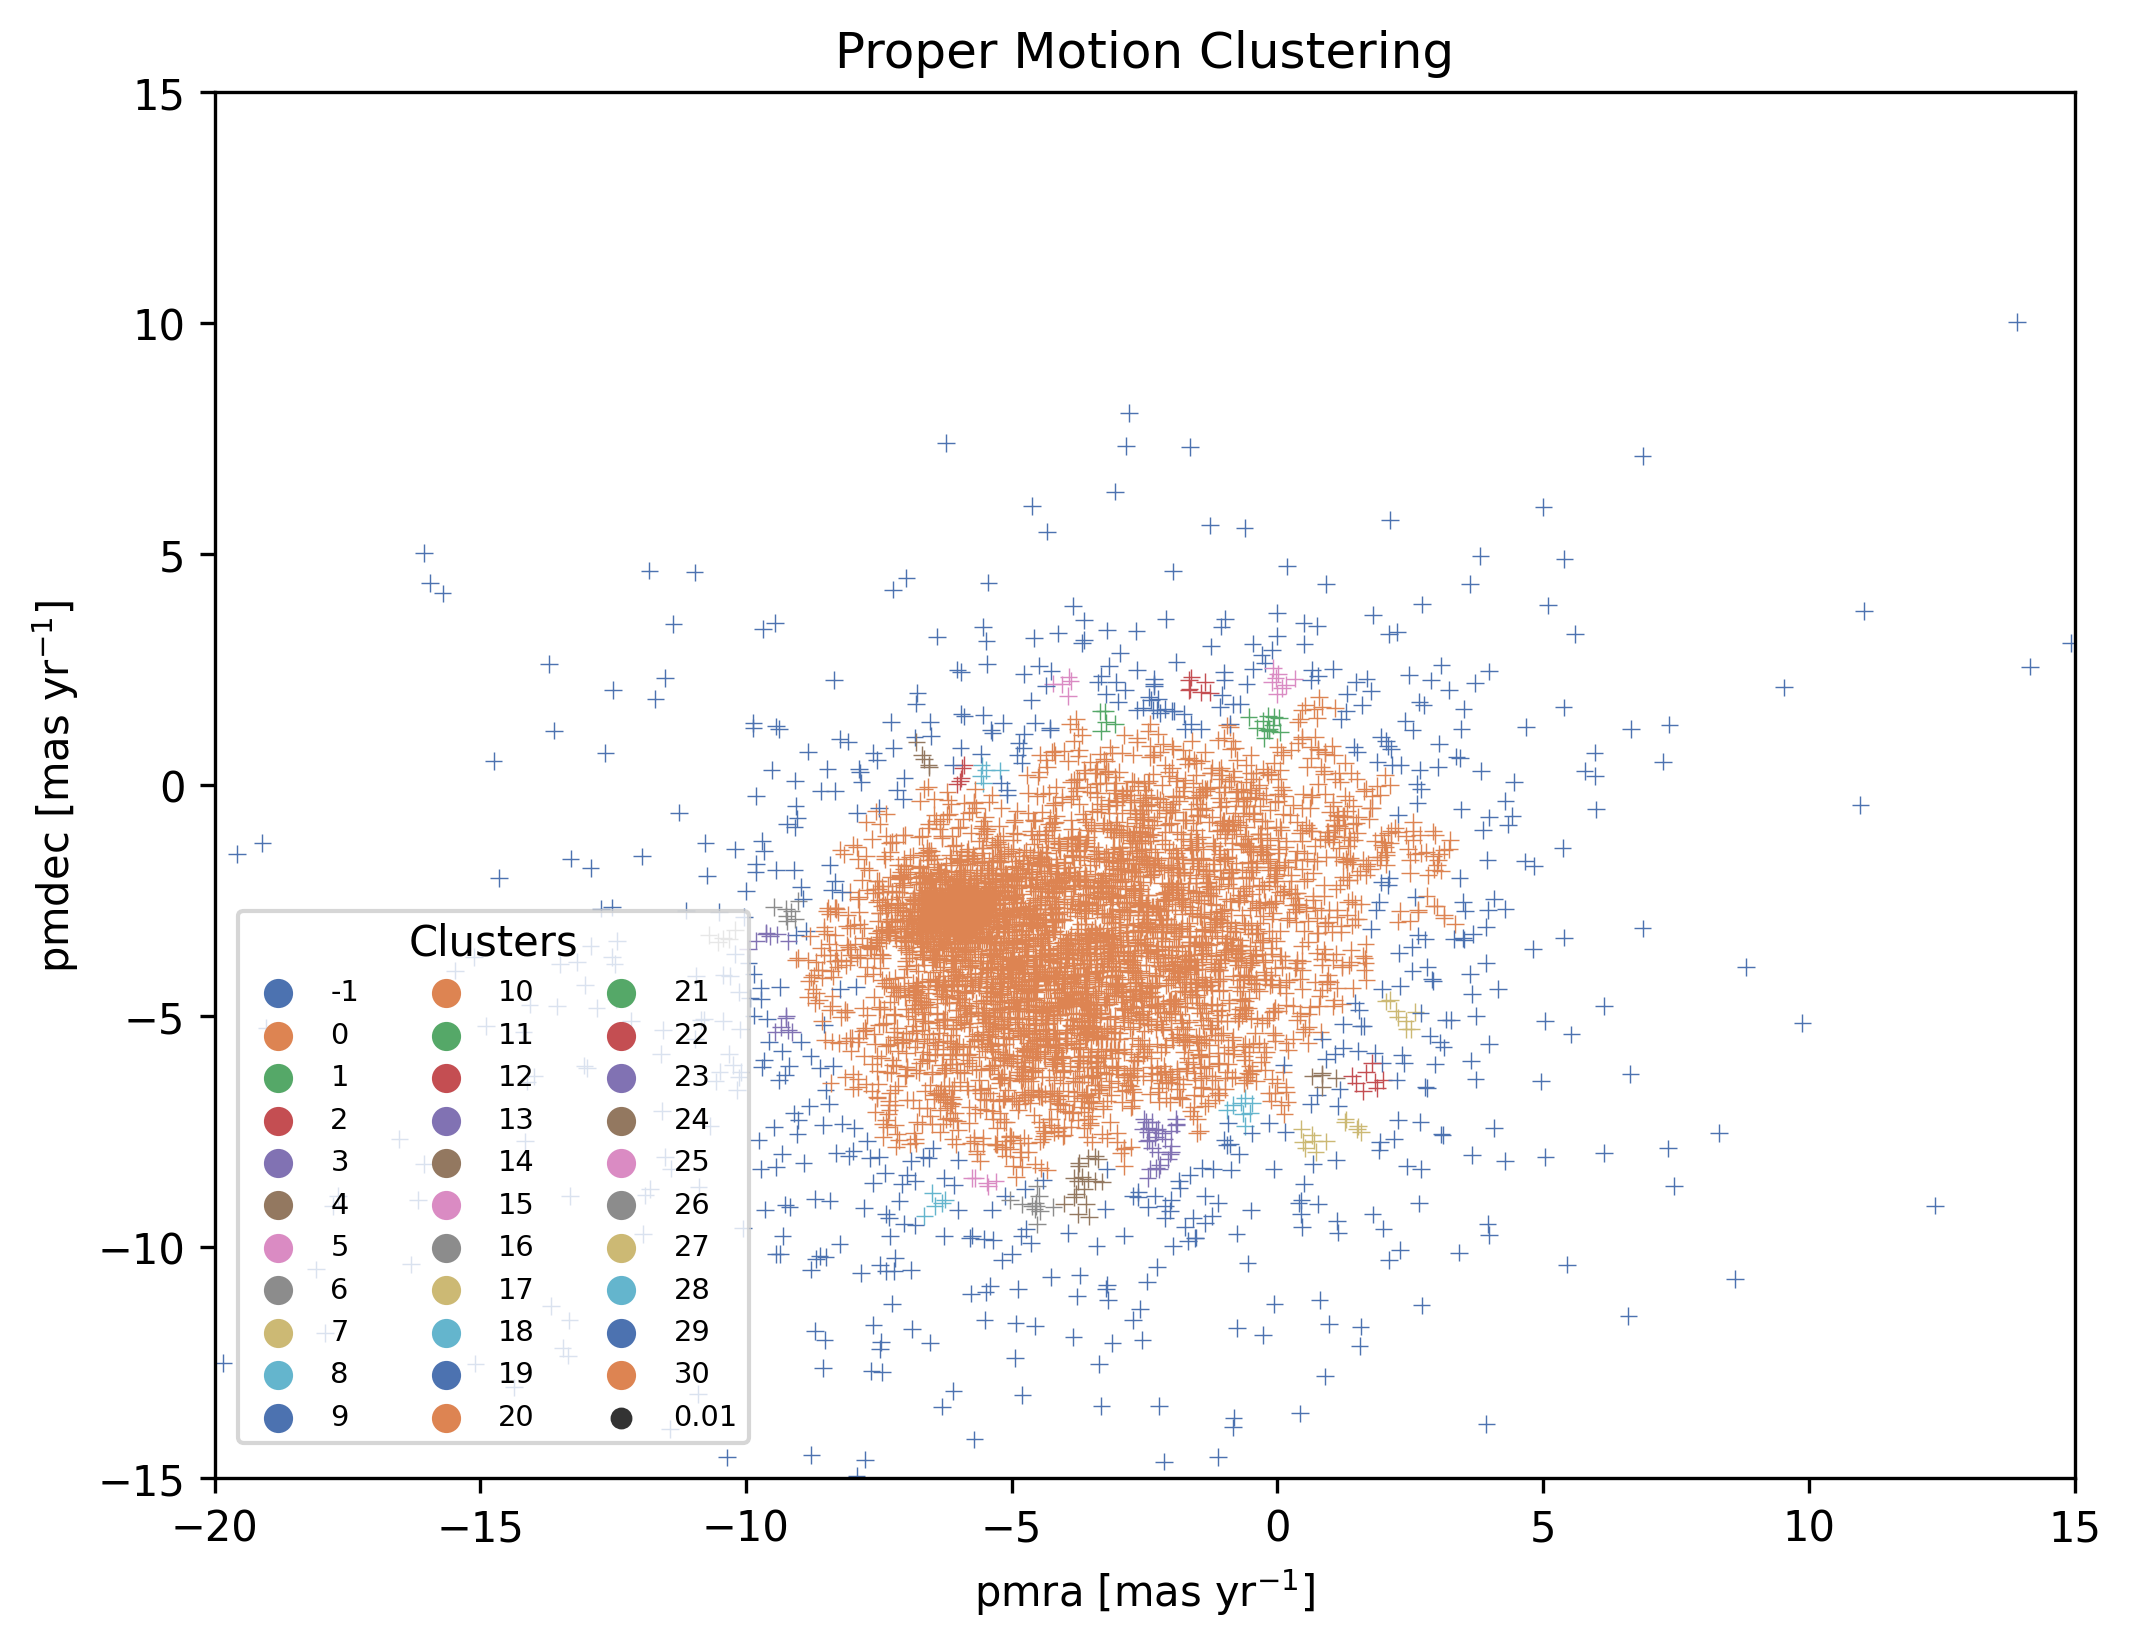 Proper Motion Clustering
15
10
5
0
−5
−10
−15
pmdec [mas yr⁻¹]
Clusters
-1 10 21
0 11 22
1 12 23
2 13 24
3 14 25
4 15 26
5 16 27
6 17 28
7 18 29
8 19 30
9 20 0.01
−20 −15 −10 −5 0 5 10 15
pmra [mas yr⁻¹]